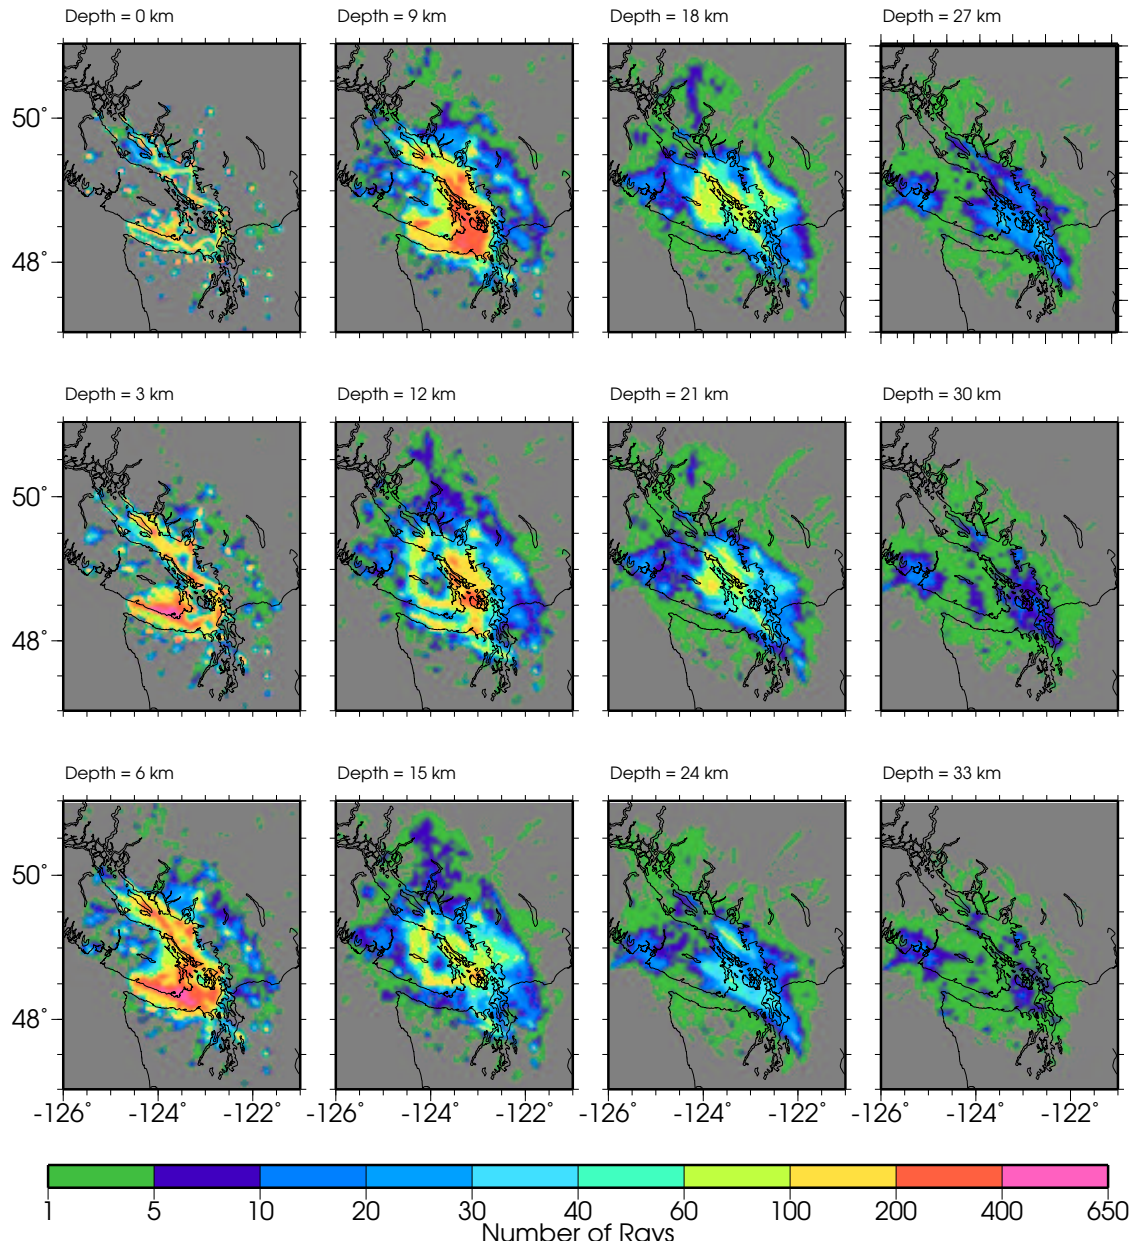 Depth = 0 km
Depth = 9 km
Depth = 18 km
Depth = 27 km
50°
48°
Depth = 3 km
Depth = 12 km
Depth = 21 km
Depth = 30 km
50°
48°
Depth = 6 km
Depth = 15 km
Depth = 24 km
Depth = 33 km
50°
48°
-126° -124° -122° -126° -124° -122° -126° -124° -122° -126° -124° -122°
1 5 10 20 30 40 60 100 200 400 650
Number of Rays